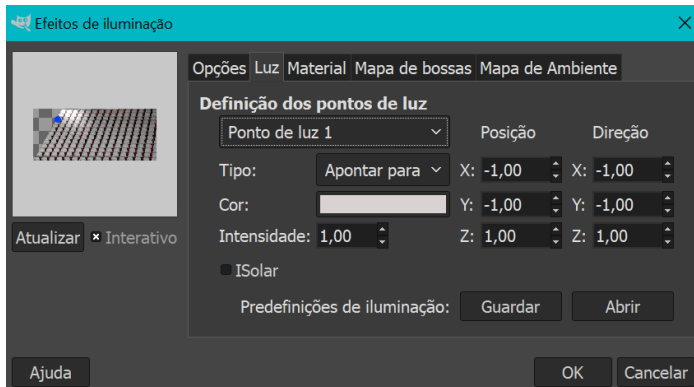 Efeitos de iluminação
Opções Luz Material Mapa de bossas Mapa de Ambiente
Definição dos pontos de luz
Ponto de luz 1 Posição Direção
Tipo: Apontar para X: -1,00 X: -1,00
Cor: Y: -1,00 Y: -1,00
Atualizar Interativo Intensidade: 1,00 Z: 1,00 Z: 1,00
ISolar
Predefinições de iluminação: Guardar Abrir
Ajuda OK Cancelar